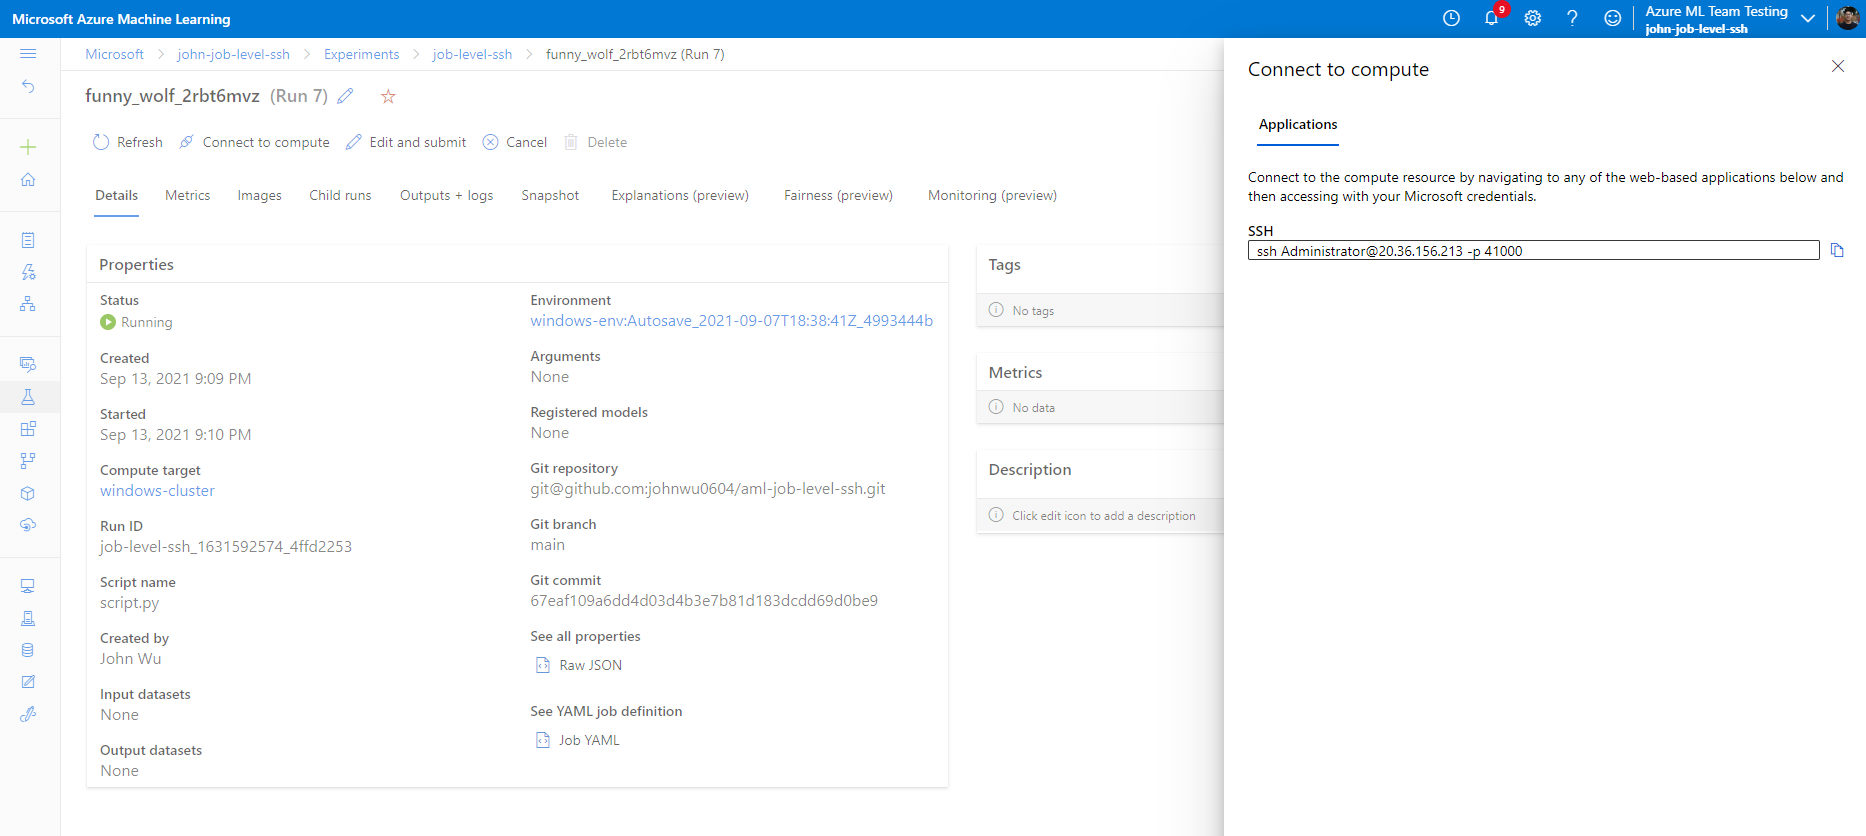 Microsoft Azure Machine Learning
9
Azure ML Team Testing
john-job-level-ssh
Microsoft > john-job-level-ssh > Experiments > job-level-ssh > funny_wolf_2rbt6mvz (Run 7)
funny_wolf_2rbt6mvz (Run 7)
Refresh Connect to compute Edit and submit Cancel Delete
Details Metrics Images Child runs Outputs + logs Snapshot Explanations (preview) Fairness (preview) Monitoring (preview)
Properties
Status
Running
Created
Sep 13, 2021 9:09 PM
Started
Sep 13, 2021 9:10 PM
Compute target
windows-cluster
Run ID
job-level-ssh_1631592574_4ffd2253
Script name
script.py
Created by
John Wu
Input datasets
None
Output datasets
None
Environment
windows-env:Autosave_2021-09-07T18:38:41Z_4993444b
Arguments
None
Registered models
None
Git repository
git@github.com:johnwu0604/aml-job-level-ssh.git
Git branch
main
Git commit
67eaf109a6dd4d03d4b3e7b81d183dcdd69d0be9
See all properties
Raw JSON
See YAML job definition
Job YAML
Tags
No tags
Metrics
No data
Description
Click edit icon to add a description
Connect to compute
Applications
Connect to the compute resource by navigating to any of the web-based applications below and
then accessing with your Microsoft credentials.
SSH
ssh Administrator@20.36.156.213 -p 41000